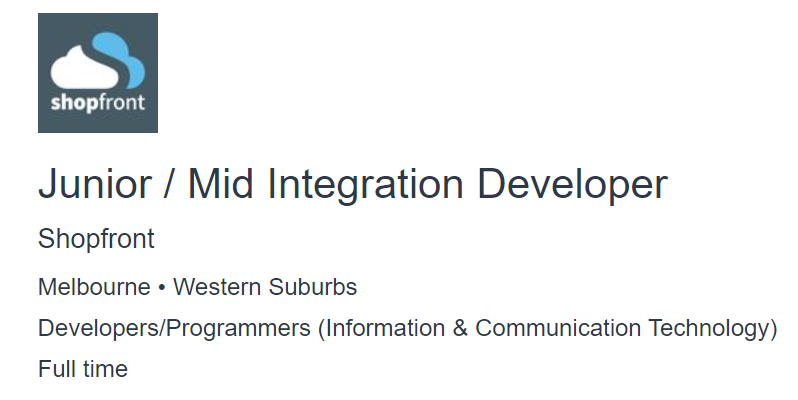 shopfront
Junior / Mid Integration Developer
Shopfront
Melbourne • Western Suburbs
Developers/Programmers (Information & Communication Technology)
Full time